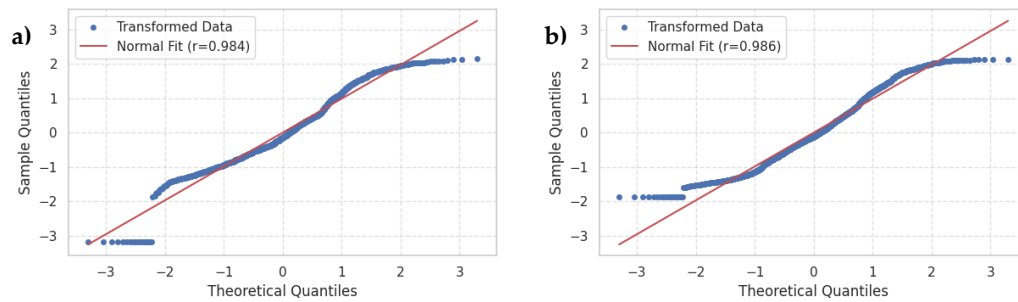 a)
Transformed Data
Normal Fit (r=0.984)
Sample Quantiles
3
2
1
0
−1
−2
−3
−3 −2 −1 0 1 2 3
Theoretical Quantiles
b)
Transformed Data
Normal Fit (r=0.986)
Sample Quantiles
3
2
1
0
−1
−2
−3
−3 −2 −1 0 1 2 3
Theoretical Quantiles